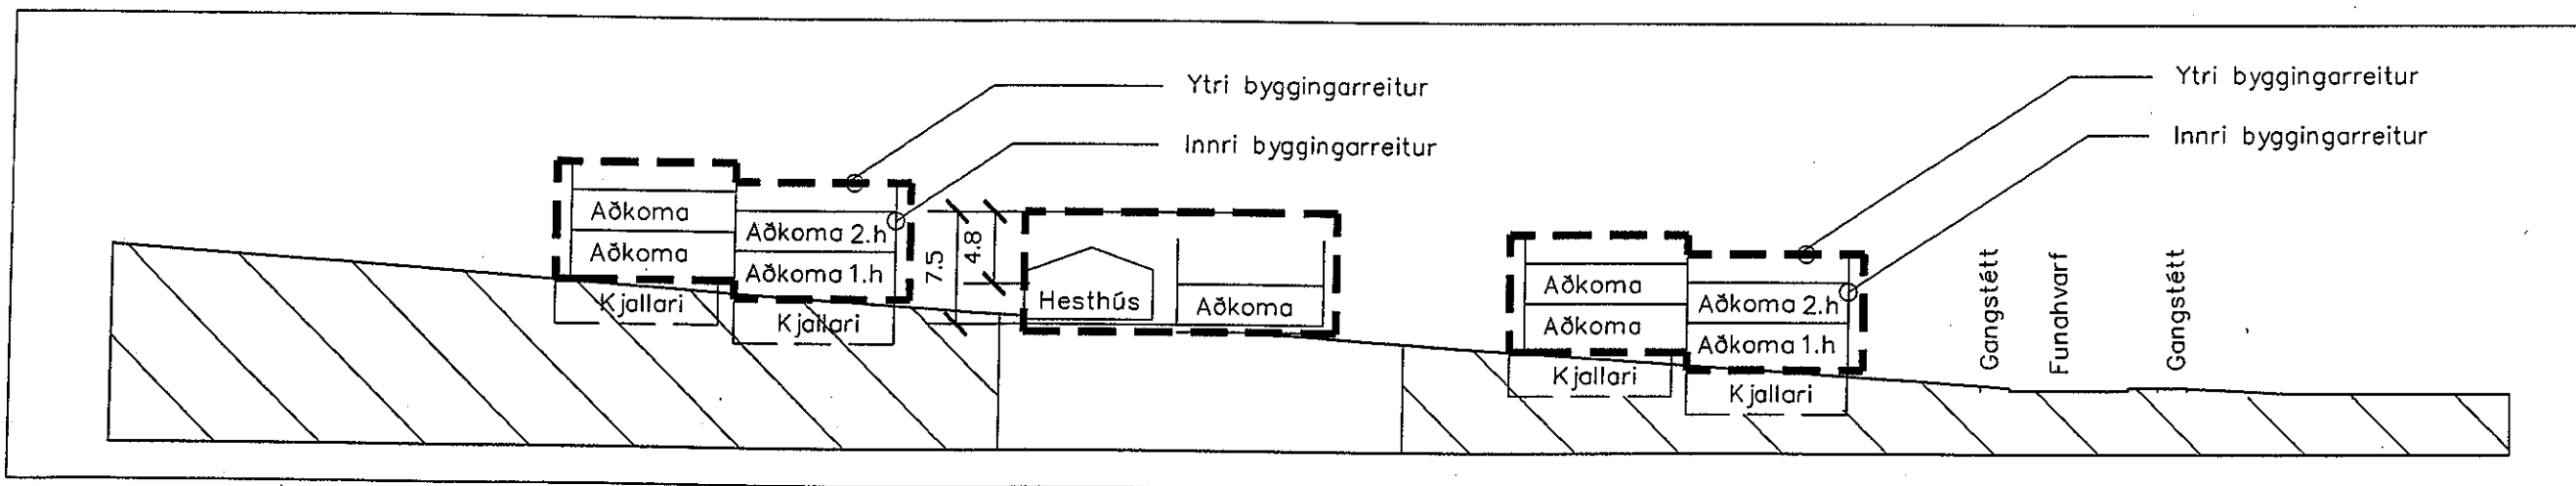 Ytri byggingarreitur
Innri byggingarreitur
Aðkoma
Aðkoma
Kjallari
Aðkoma 2.h
Aðkoma 1.h
Kjallari
7.5
4.8
Hesthús
Aðkoma
Ytri byggingarreitur
Innri byggingarreitur
Aðkoma
Aðkoma
Kjallari
Aðkoma 2.h
Aðkoma 1.h
Kjallari
Gangstétt
Funahvarf
Gangstétt